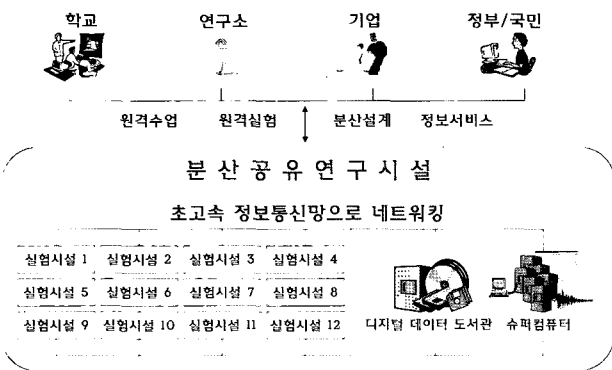 학교 연구소 기업 정부/국민
원격수업 원격실험 분산설계 정보서비스
분산공유연구시설
초고속 정보통신망으로 네트워킹
실험시설 1 실험시설 2 실험시설 3 실험시설 4
실험시설 5 실험시설 6 실험시설 7 실험시설 8
실험시설 9 실험시설 10 실험시설 11 실험시설 12
디지털 데이터 도서관 슈퍼컴퓨터